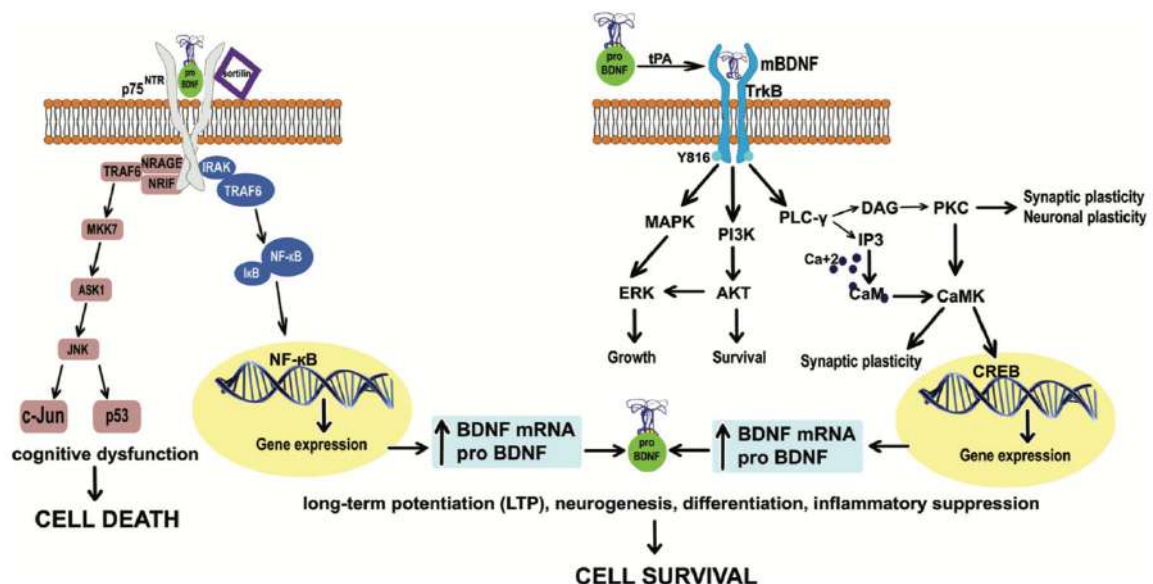 pro
BDNF
sortilin
p75NTR
NRAGE
TRAF6
NRIF
IRAK
TRAF6
MKK7
NF-κB
IκB
ASK1
JNK
c-Jun
p53
cognitive dysfunction
CELL DEATH
NF-κB
Gene expression
BDNF mRNA
pro BDNF
pro
BDNF
pro
BDNF
tPA
mBDNF
TrkB
Y816
MAPK
PI3K
PLC-γ
DAG
PKC
Synaptic plasticity
Neuronal plasticity
IP3
Ca+2
CaM
CaMK
ERK
AKT
Growth
Survival
Synaptic plasticity
CREB
Gene expression
BDNF mRNA
pro BDNF
long-term potentiation (LTP), neurogenesis, differentiation, inflammatory suppression
CELL SURVIVAL